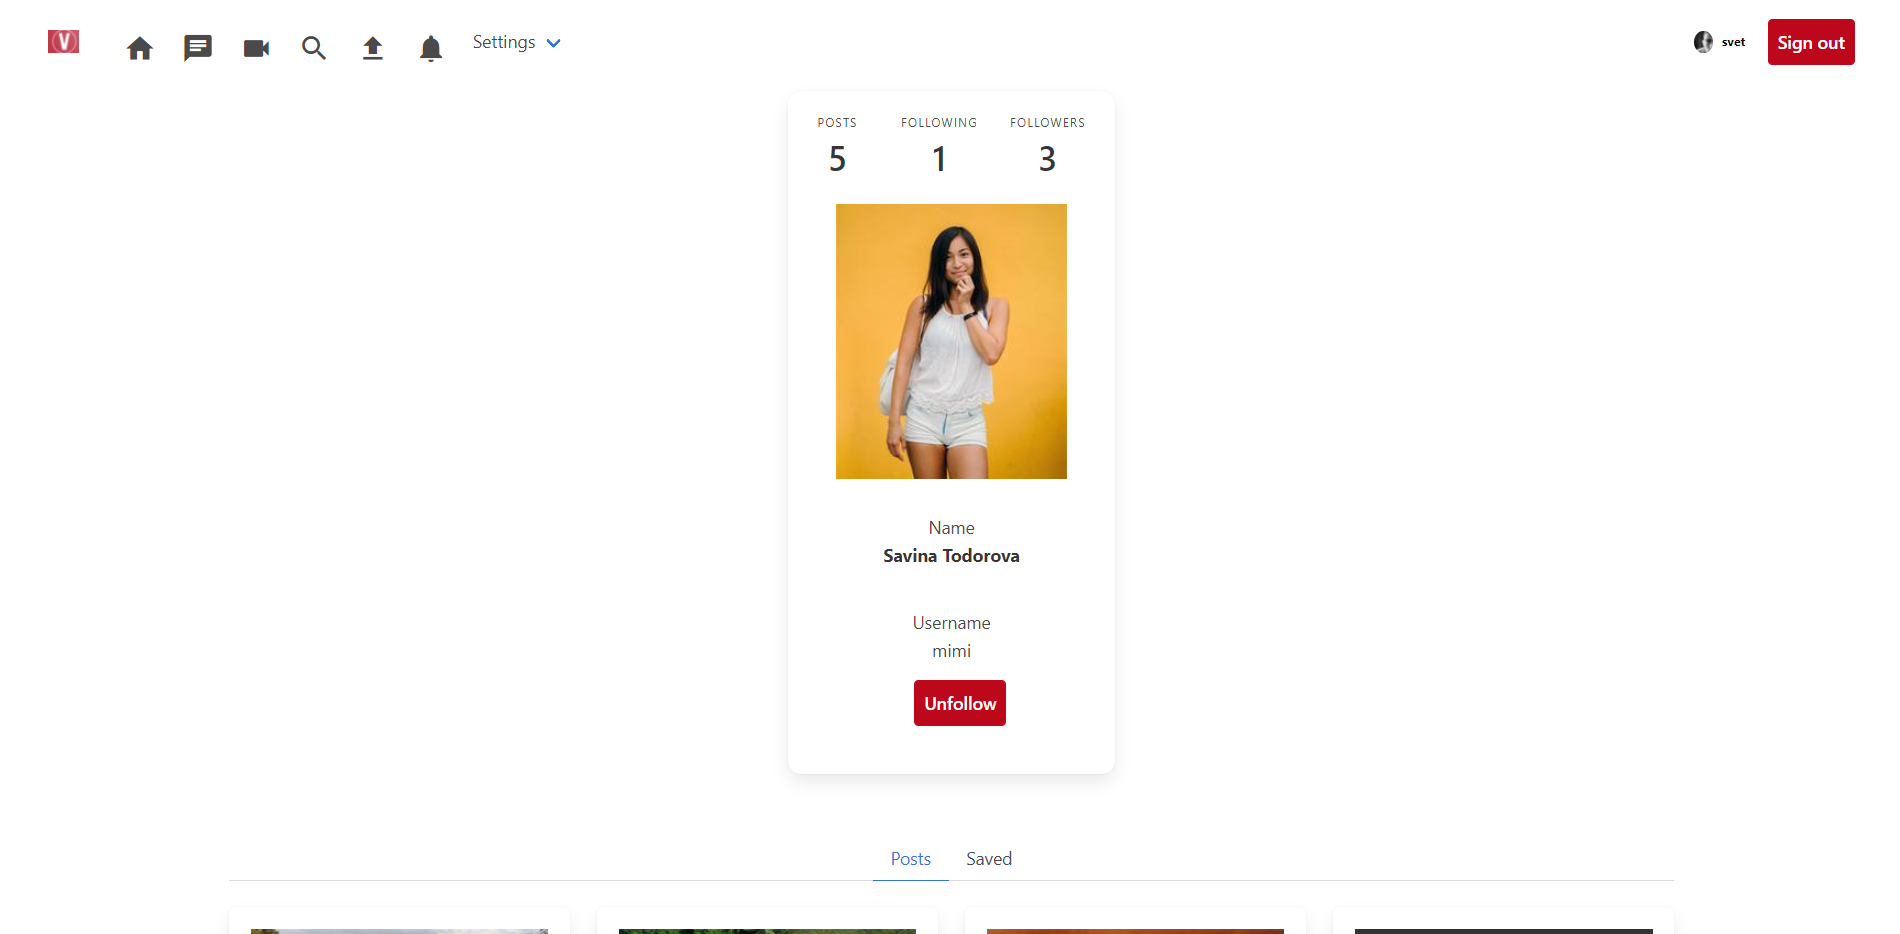 V
Settings
svet
Sign out
POSTS FOLLOWING FOLLOWERS
5 1 3
Name
Savina Todorova
Username
mimi
Unfollow
Posts Saved